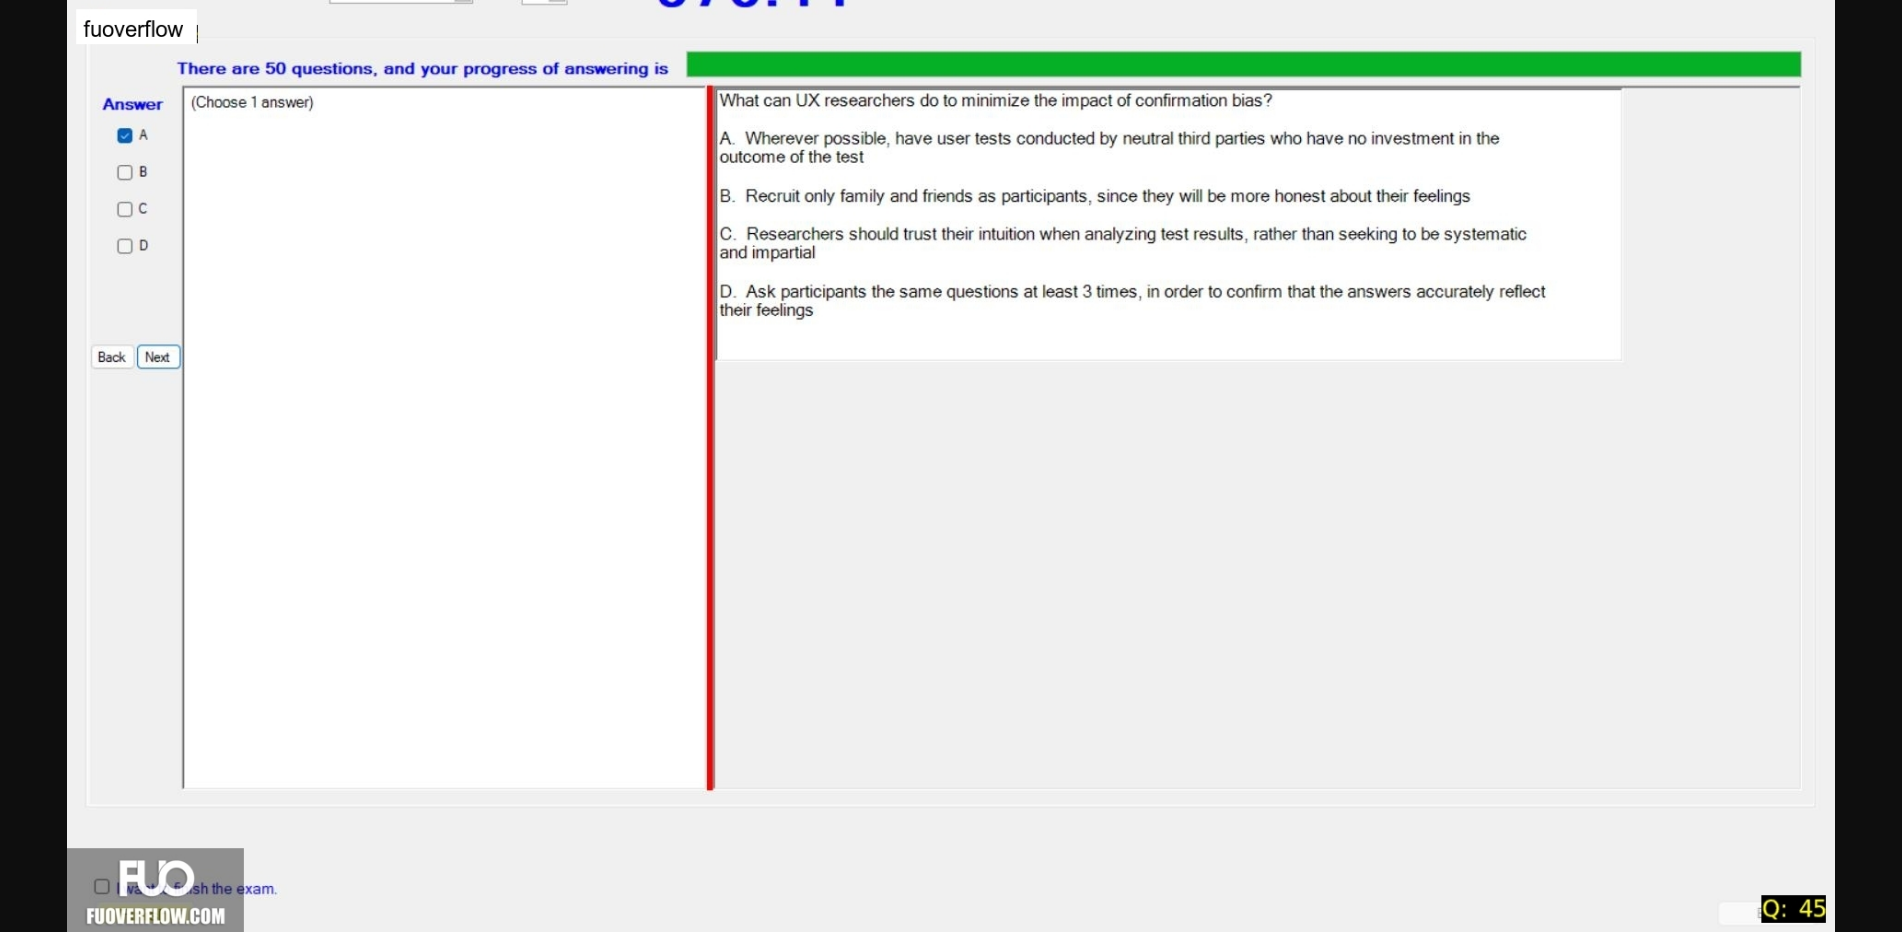 fuoverflow
There are 50 questions, and your progress of answering is
Answer
(Choose 1 answer)
A
B
C
D
Back Next
What can UX researchers do to minimize the impact of confirmation bias?
A. Wherever possible, have user tests conducted by neutral third parties who have no investment in the
outcome of the test
B. Recruit only family and friends as participants, since they will be more honest about their feelings
C. Researchers should trust their intuition when analyzing test results, rather than seeking to be systematic
and impartial
D. Ask participants the same questions at least 3 times, in order to confirm that the answers accurately reflect
their feelings
FUO
the exam.
FUOVERFLOW.COM
Q: 45